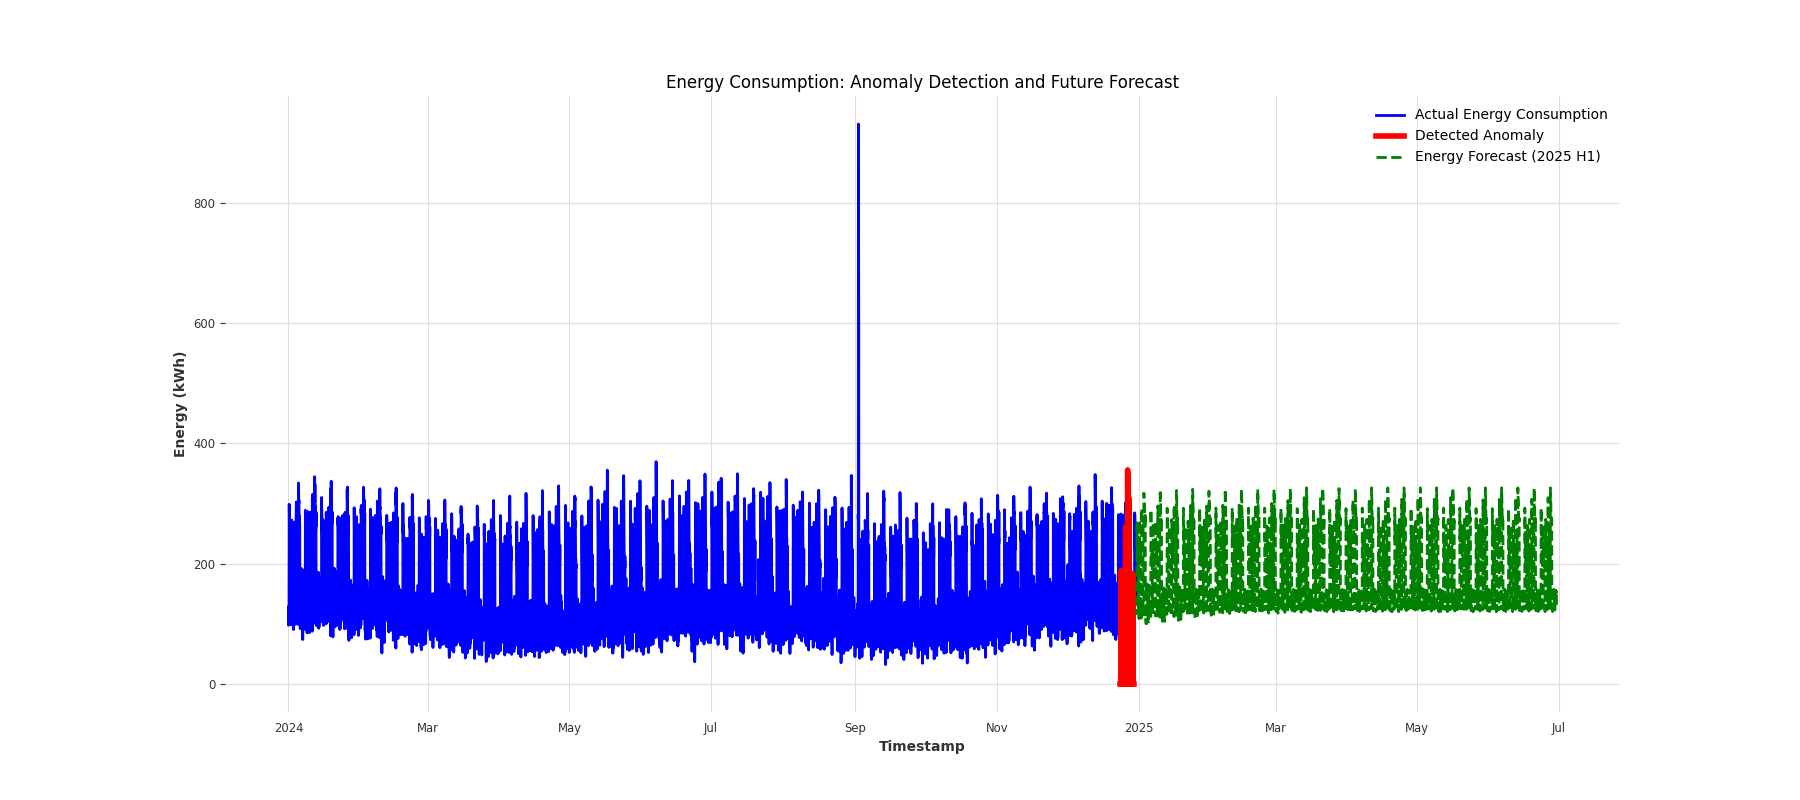 Energy Consumption: Anomaly Detection and Future Forecast
Actual Energy Consumption
Detected Anomaly
Energy Forecast (2025 H1)
Energy (kWh)
800
600
400
200
0
2024
Mar
May
Jul
Sep
Nov
2025
Mar
May
Jul
Timestamp